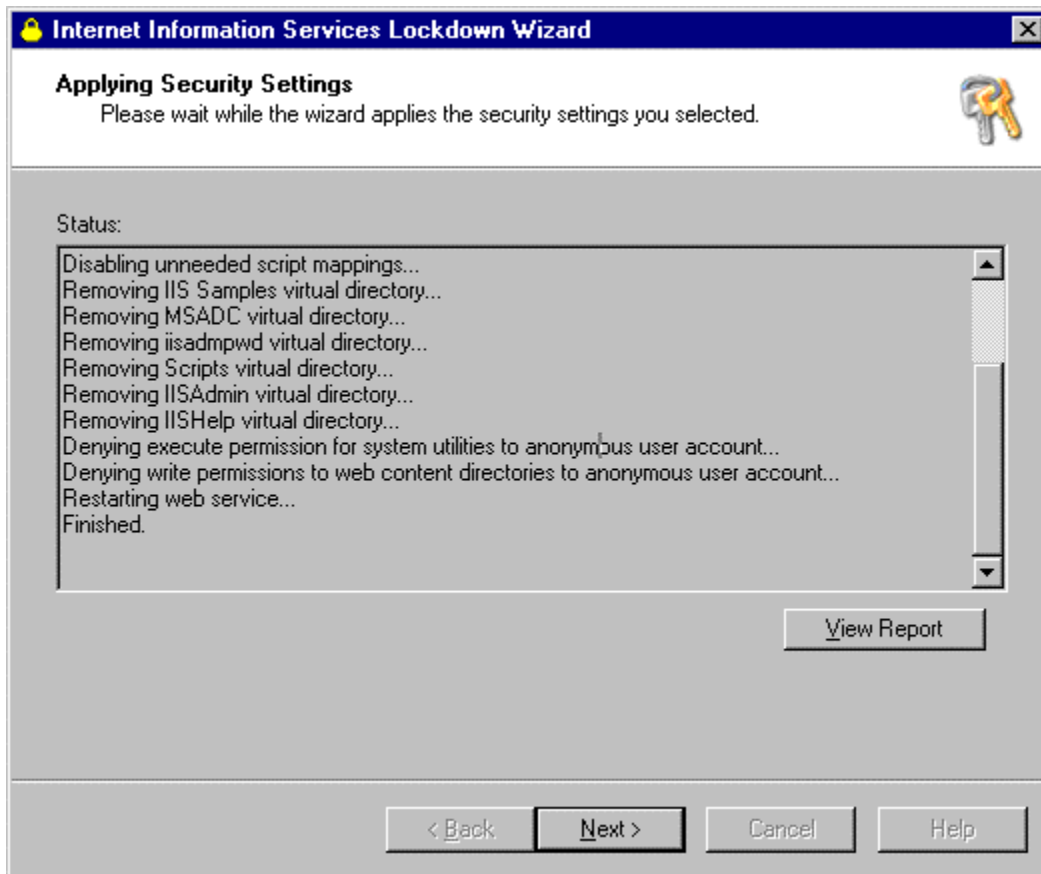 Internet Information Services Lockdown Wizard
Applying Security Settings
Please wait while the wizard applies the security settings you selected.
Status:
Disabling unneeded script mappings...
Removing IIS Samples virtual directory...
Removing MSADC virtual directory...
Removing iisadmpwd virtual directory...
Removing Scripts virtual directory...
Removing IISAdmin virtual directory...
Removing IISHelp virtual directory...
Denying execute permission for system utilities to anonymous user account...
Denying write permissions to web content directories to anonymous user account...
Restarting web service...
Finished.
View Report
< Back Next > Cancel Help